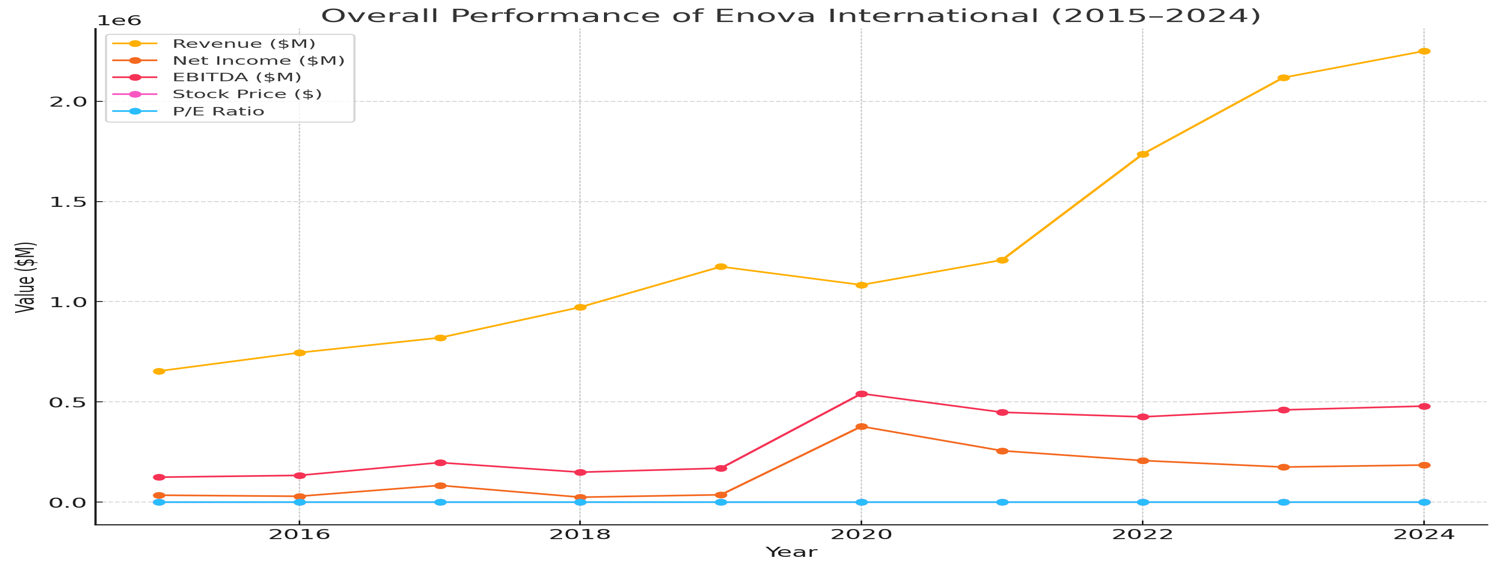 Overall Performance of Enova International (2015–2024)
1e6
Revenue ($M)
Net Income ($M)
EBITDA ($M)
Stock Price ($)
P/E Ratio
2.0
1.5
1.0
0.5
0.0
Value ($M)
2016
2018
2020
2022
2024
Year